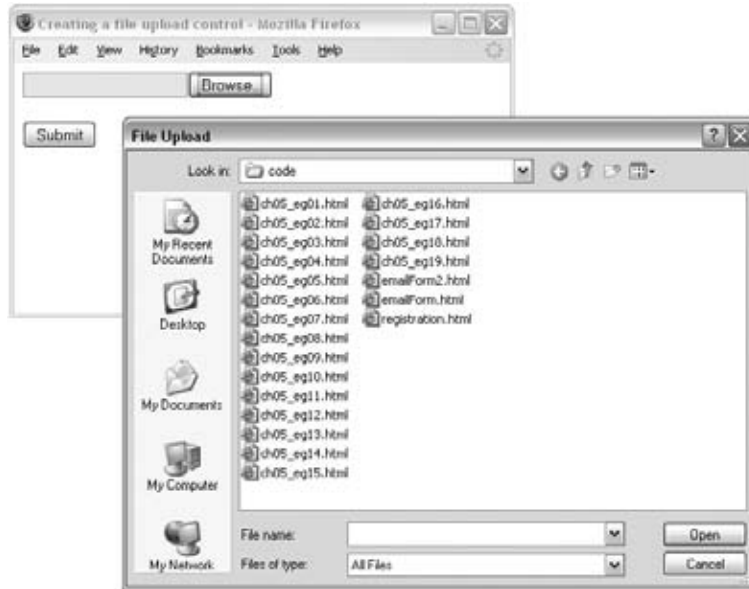 Creating a file upload control - Mozilla Firefox
File Edit View History Bookmarks Tools Help
Browse...
Submit
File Upload
Look in: code
My Recent
Documents
Desktop
My Documents
My Computer
My Network
ch05_eg01.html
ch05_eg02.html
ch05_eg03.html
ch05_eg04.html
ch05_eg05.html
ch05_eg06.html
ch05_eg07.html
ch05_eg08.html
ch05_eg09.html
ch05_eg10.html
ch05_eg11.html
ch05_eg12.html
ch05_eg13.html
ch05_eg14.html
ch05_eg15.html
ch05_eg16.html
ch05_eg17.html
ch05_eg18.html
ch05_eg19.html
emailForm2.html
emailForm.html
registration.html
File name:
Open
Files of type: All Files
Cancel